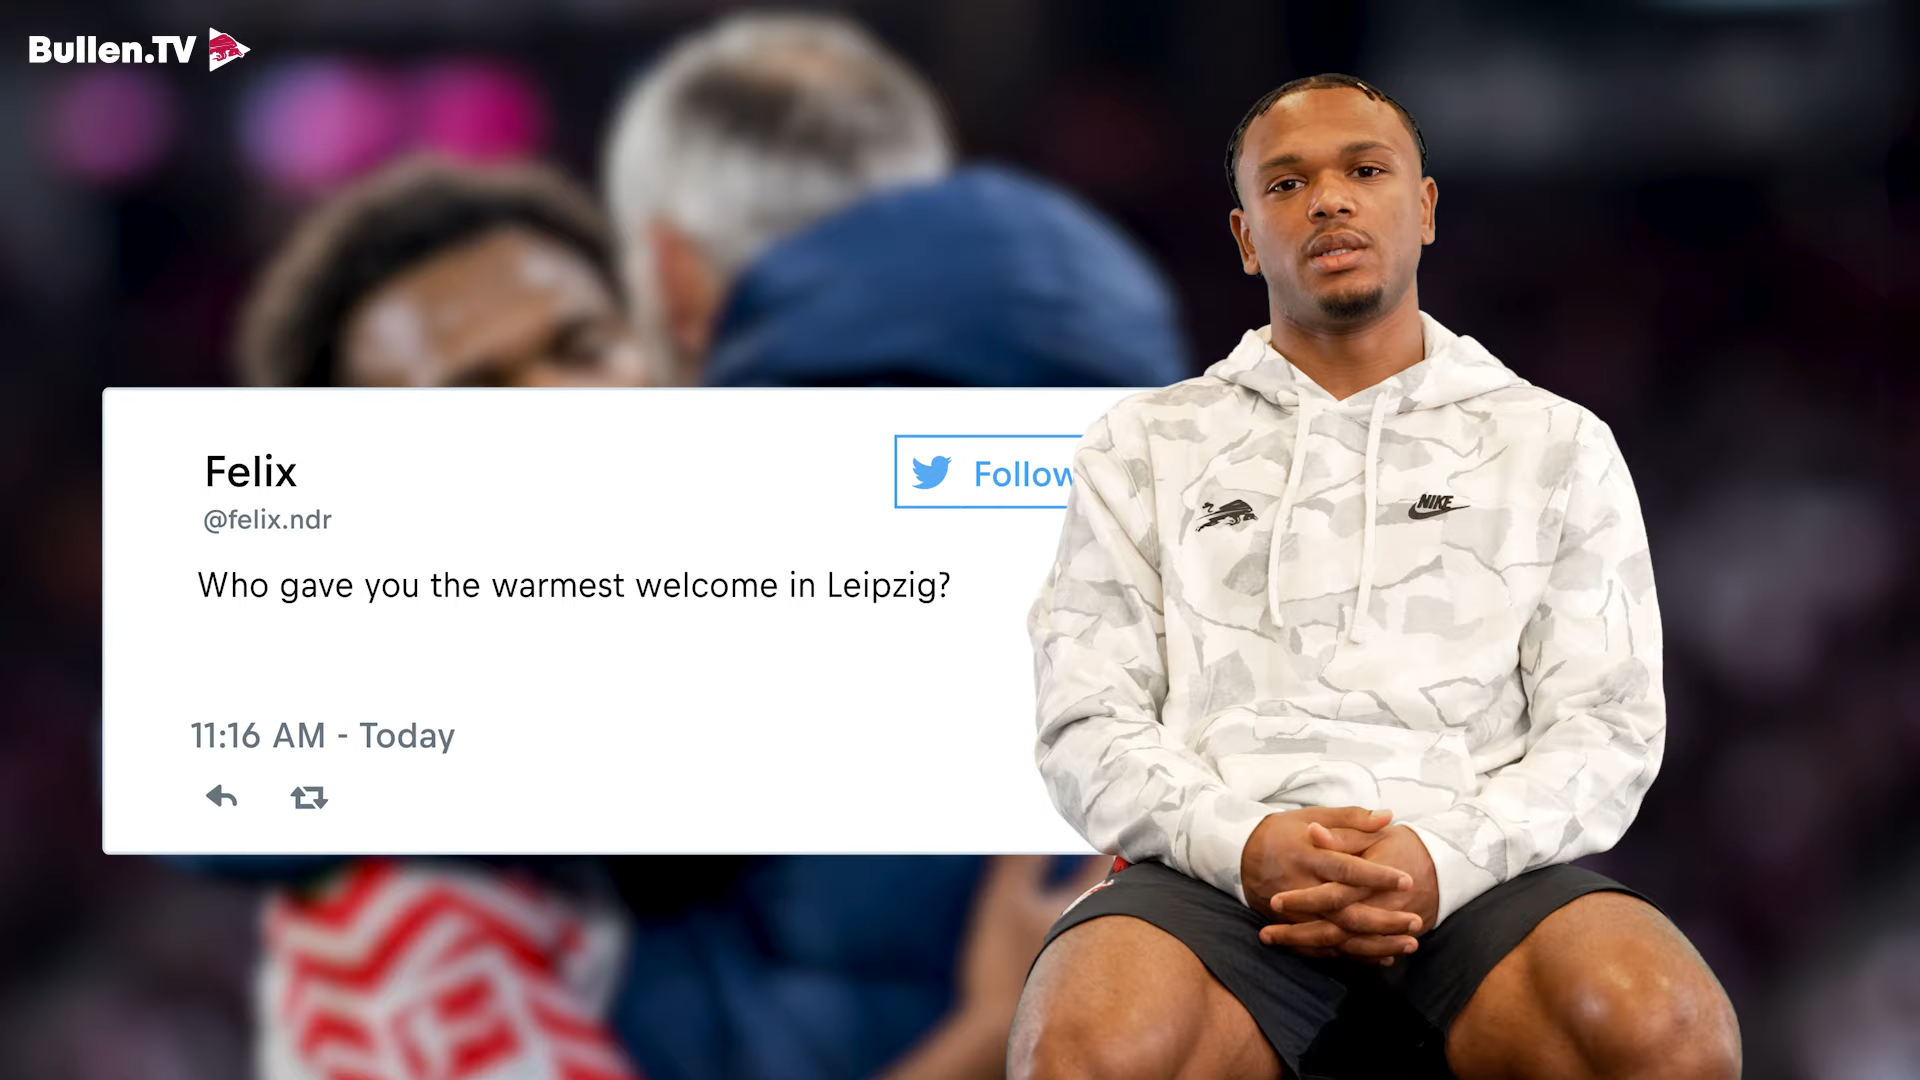 Bullen.TV
Felix
Follow
@felix.ndr
Who gave you the warmest welcome in Leipzig?
11:16 AM - Today
NIKE